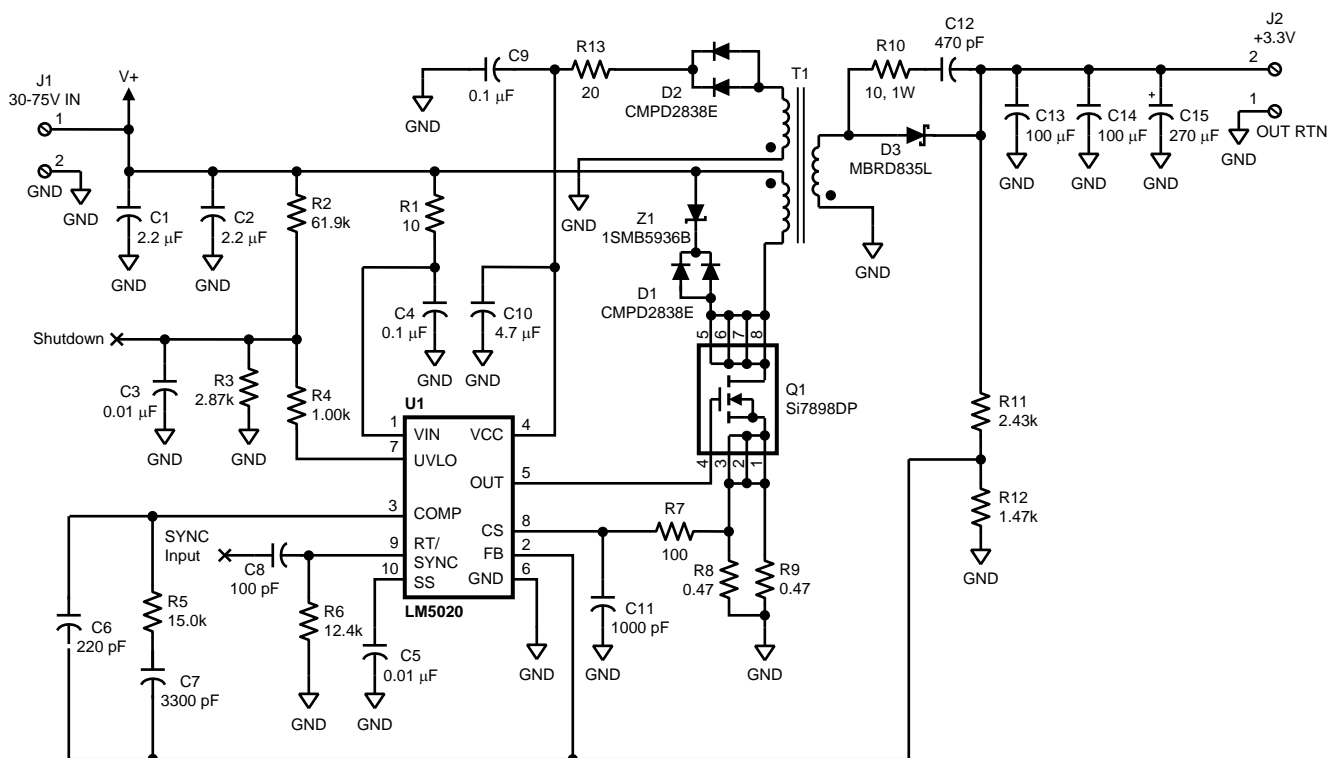 J1
30-75V IN
1
2
GND
GND
V+
C1
2.2 μF
GND
C2
2.2 μF
GND
R2
61.9k
GND
C9
0.1 μF
R13
20
D2
CMPD2838E
GND
T1
R10
10, 1W
C12
470 pF
D3
MBRD835L
GND
C13
100 μF
GND
C14
100 μF
GND
+
C15
270 μF
GND
J2
+3.3V
2
1
GND
OUT RTN
R1
10
C4
0.1 μF
GND
C10
4.7 μF
GND
Z1
1SMB5936B
D1
CMPD2838E
5
6
7
8
Q1
Si7898DP
4
3
2
1
Shutdown
C3
0.01 μF
GND
R3
2.87k
GND
R4
1.00k
U1
1
VIN
7
UVLO
3
COMP
9
RT/
SYNC
10
SS
VCC
4
OUT
5
CS
8
FB
2
GND
6
LM5020
SYNC
Input
C8
100 pF
R6
12.4k
GND
C5
0.01 μF
GND
GND
C6
220 pF
R5
15.0k
C7
3300 pF
R7
100
C11
1000 pF
GND
R8
0.47
R9
0.47
GND
R11
2.43k
R12
1.47k
GND